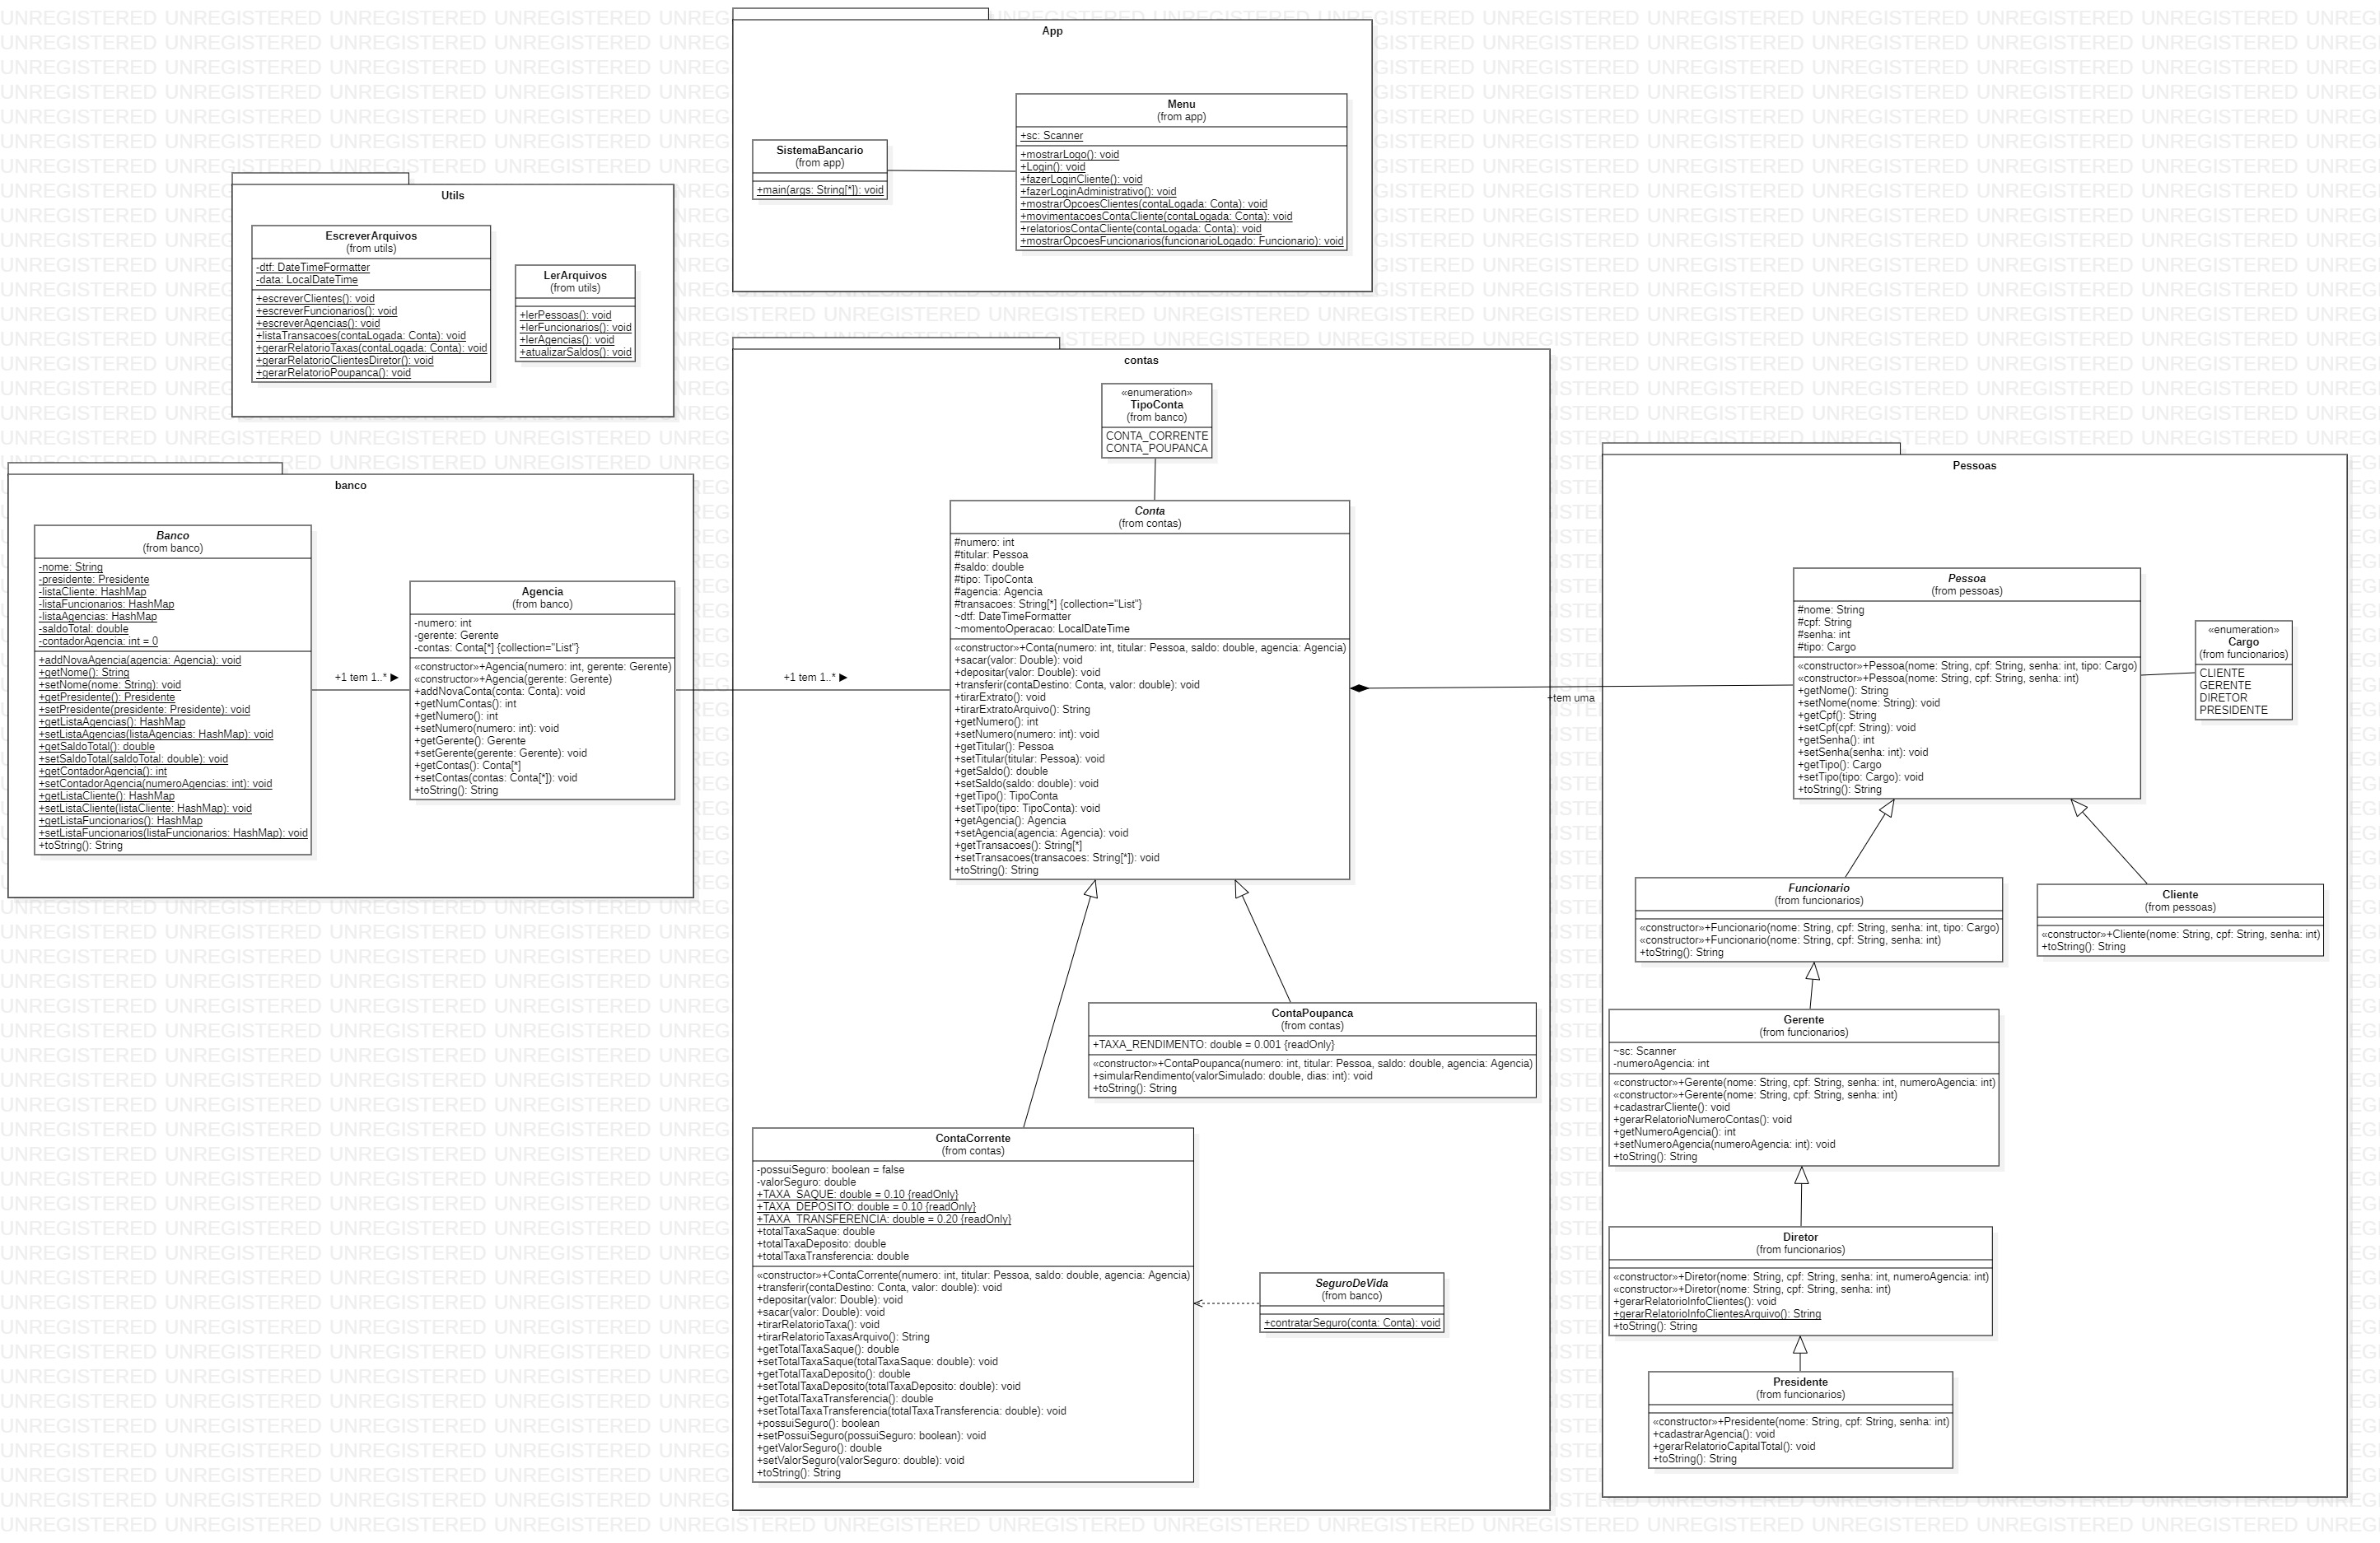 App
SistemaBancario
(from app)
+main(args: String[*]): void
Menu
(from app)
+sc: Scanner
+mostrarLogo(): void
+Login(): void
+fazerLoginCliente(): void
+fazerLoginAdministrativo(): void
+mostrarOpcoesClientes(contaLogada: Conta): void
+movimentacoesContaCliente(contaLogada: Conta): void
+relatoriosContaCliente(contaLogada: Conta): void
+mostrarOpcoesFuncionarios(funcionarioLogado: Funcionario): void
Utils
EscreverArquivos
(from utils)
-dtf: DateTimeFormatter
-data: LocalDateTime
+escreverClientes(): void
+escreverFuncionarios(): void
+escreverAgencias(): void
+listaTransacoes(contaLogada: Conta): void
+gerarRelatorioTaxas(contaLogada: Conta): void
+gerarRelatorioClientesDiretor(): void
+gerarRelatorioPoupanca(): void
LerArquivos
(from utils)
+lerPessoas(): void
+lerFuncionarios(): void
+lerAgencias(): void
+atualizarSaldos(): void
banco
Banco
(from banco)
-nome: String
-presidente: Presidente
-listaCliente: HashMap
-listaFuncionarios: HashMap
-listaAgencias: HashMap
-saldoTotal: double
-contadorAgencia: int = 0
+addNovaAgencia(agencia: Agencia): void
+getNome(): String
+setNome(nome: String): void
+getPresidente(): Presidente
+setPresidente(presidente: Presidente): void
+getListaAgencias(): HashMap
+setListaAgencias(listaAgencias: HashMap): void
+getSaldoTotal(): double
+setSaldoTotal(saldoTotal: double): void
+getContadorAgencia(): int
+setContadorAgencia(numeroAgencias: int): void
+getListaCliente(): HashMap
+setListaCliente(listaCliente: HashMap): void
+getListaFuncionarios(): HashMap
+setListaFuncionarios(listaFuncionarios: HashMap): void
+toString(): String
+1 tem 1..* ►
Agencia
(from banco)
-numero: int
-gerente: Gerente
-contas: Conta[*] {collection="List"}
«constructor»+Agencia(numero: int, gerente: Gerente)
«constructor»+Agencia(gerente: Gerente)
+addNovaConta(conta: Conta): void
+getNumContas(): int
+getNumero(): int
+setNumero(numero: int): void
+getGerente(): Gerente
+setGerente(gerente: Gerente): void
+getContas(): Conta[*]
+setContas(contas: Conta[*]): void
+toString(): String
+1 tem 1..* ►
contas
«enumeration»
TipoConta
(from banco)
CONTA_CORRENTE
CONTA_POUPANCA
Conta
(from contas)
#numero: int
#titular: Pessoa
#saldo: double
#tipo: TipoConta
#agencia: Agencia
#transacoes: String[*] {collection="List"}
~dtf: DateTimeFormatter
~momentoOperacao: LocalDateTime
«constructor»+Conta(numero: int, titular: Pessoa, saldo: double, agencia: Agencia)
+sacar(valor: Double): void
+depositar(valor: Double): void
+transferir(contaDestino: Conta, valor: double): void
+tirarExtrato(): void
+tirarExtratoArquivo(): String
+getNumero(): int
+setNumero(numero: int): void
+getTitular(): Pessoa
+setTitular(titular: Pessoa): void
+getSaldo(): double
+setSaldo(saldo: double): void
+getTipo(): TipoConta
+setTipo(tipo: TipoConta): void
+getAgencia(): Agencia
+setAgencia(agencia: Agencia): void
+getTransacoes(): String[*]
+setTransacoes(transacoes: String[*]): void
+toString(): String
+tem uma
ContaPoupanca
(from contas)
+TAXA_RENDIMENTO: double = 0.001 {readOnly}
«constructor»+ContaPoupanca(numero: int, titular: Pessoa, saldo: double, agencia: Agencia)
+simularRendimento(valorSimulado: double, dias: int): void
+toString(): String
ContaCorrente
(from contas)
-possuiSeguro: boolean = false
-valorSeguro: double
+TAXA_SAQUE: double = 0.10 {readOnly}
+TAXA_DEPOSITO: double = 0.10 {readOnly}
+TAXA_TRANSFERENCIA: double = 0.20 {readOnly}
+totalTaxaSaque: double
+totalTaxaDeposito: double
+totalTaxaTransferencia: double
«constructor»+ContaCorrente(numero: int, titular: Pessoa, saldo: double, agencia: Agencia)
+transferir(contaDestino: Conta, valor: double): void
+depositar(valor: Double): void
+sacar(valor: Double): void
+tirarRelatorioTaxa(): void
+tirarRelatorioTaxasArquivo(): String
+getTotalTaxaSaque(): double
+setTotalTaxaSaque(totalTaxaSaque: double): void
+getTotalTaxaDeposito(): double
+setTotalTaxaDeposito(totalTaxaDeposito: double): void
+getTotalTaxaTransferencia(): double
+setTotalTaxaTransferencia(totalTaxaTransferencia: double): void
+possuiSeguro(): boolean
+setPossuiSeguro(possuiSeguro: boolean): void
+getValorSeguro(): double
+setValorSeguro(valorSeguro: double): void
+toString(): String
SeguroDeVida
(from banco)
+contratarSeguro(conta: Conta): void
Pessoas
Pessoa
(from pessoas)
#nome: String
#cpf: String
#senha: int
#tipo: Cargo
«constructor»+Pessoa(nome: String, cpf: String, senha: int, tipo: Cargo)
«constructor»+Pessoa(nome: String, cpf: String, senha: int)
+getNome(): String
+setNome(nome: String): void
+getCpf(): String
+setCpf(cpf: String): void
+getSenha(): int
+setSenha(senha: int): void
+getTipo(): Cargo
+setTipo(tipo: Cargo): void
+toString(): String
«enumeration»
Cargo
(from funcionarios)
CLIENTE
GERENTE
DIRETOR
PRESIDENTE
Funcionario
(from funcionarios)
«constructor»+Funcionario(nome: String, cpf: String, senha: int, tipo: Cargo)
«constructor»+Funcionario(nome: String, cpf: String, senha: int)
+toString(): String
Cliente
(from pessoas)
«constructor»+Cliente(nome: String, cpf: String, senha: int)
+toString(): String
Gerente
(from funcionarios)
~sc: Scanner
-numeroAgencia: int
«constructor»+Gerente(nome: String, cpf: String, senha: int, numeroAgencia: int)
«constructor»+Gerente(nome: String, cpf: String, senha: int)
+cadastrarCliente(): void
+gerarRelatorioNumeroContas(): void
+getNumeroAgencia(): int
+setNumeroAgencia(numeroAgencia: int): void
+toString(): String
Diretor
(from funcionarios)
«constructor»+Diretor(nome: String, cpf: String, senha: int, numeroAgencia: int)
«constructor»+Diretor(nome: String, cpf: String, senha: int)
+gerarRelatorioInfoClientes(): void
+gerarRelatorioInfoClientesArquivo(): String
+toString(): String
Presidente
(from funcionarios)
«constructor»+Presidente(nome: String, cpf: String, senha: int)
+cadastrarAgencia(): void
+gerarRelatorioCapitalTotal(): void
+toString(): String
UNREGISTERED